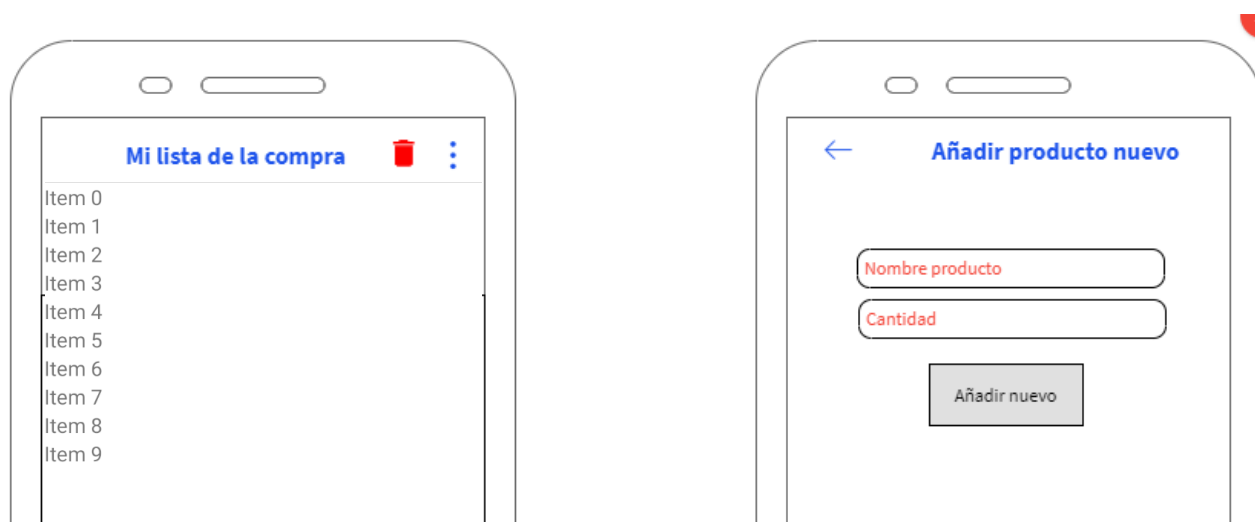 Mi lista de la compra
Item 0
Item 1
Item 2
Item 3
Item 4
Item 5
Item 6
Item 7
Item 8
Item 9
Añadir producto nuevo
Nombre producto
Cantidad
Añadir nuevo